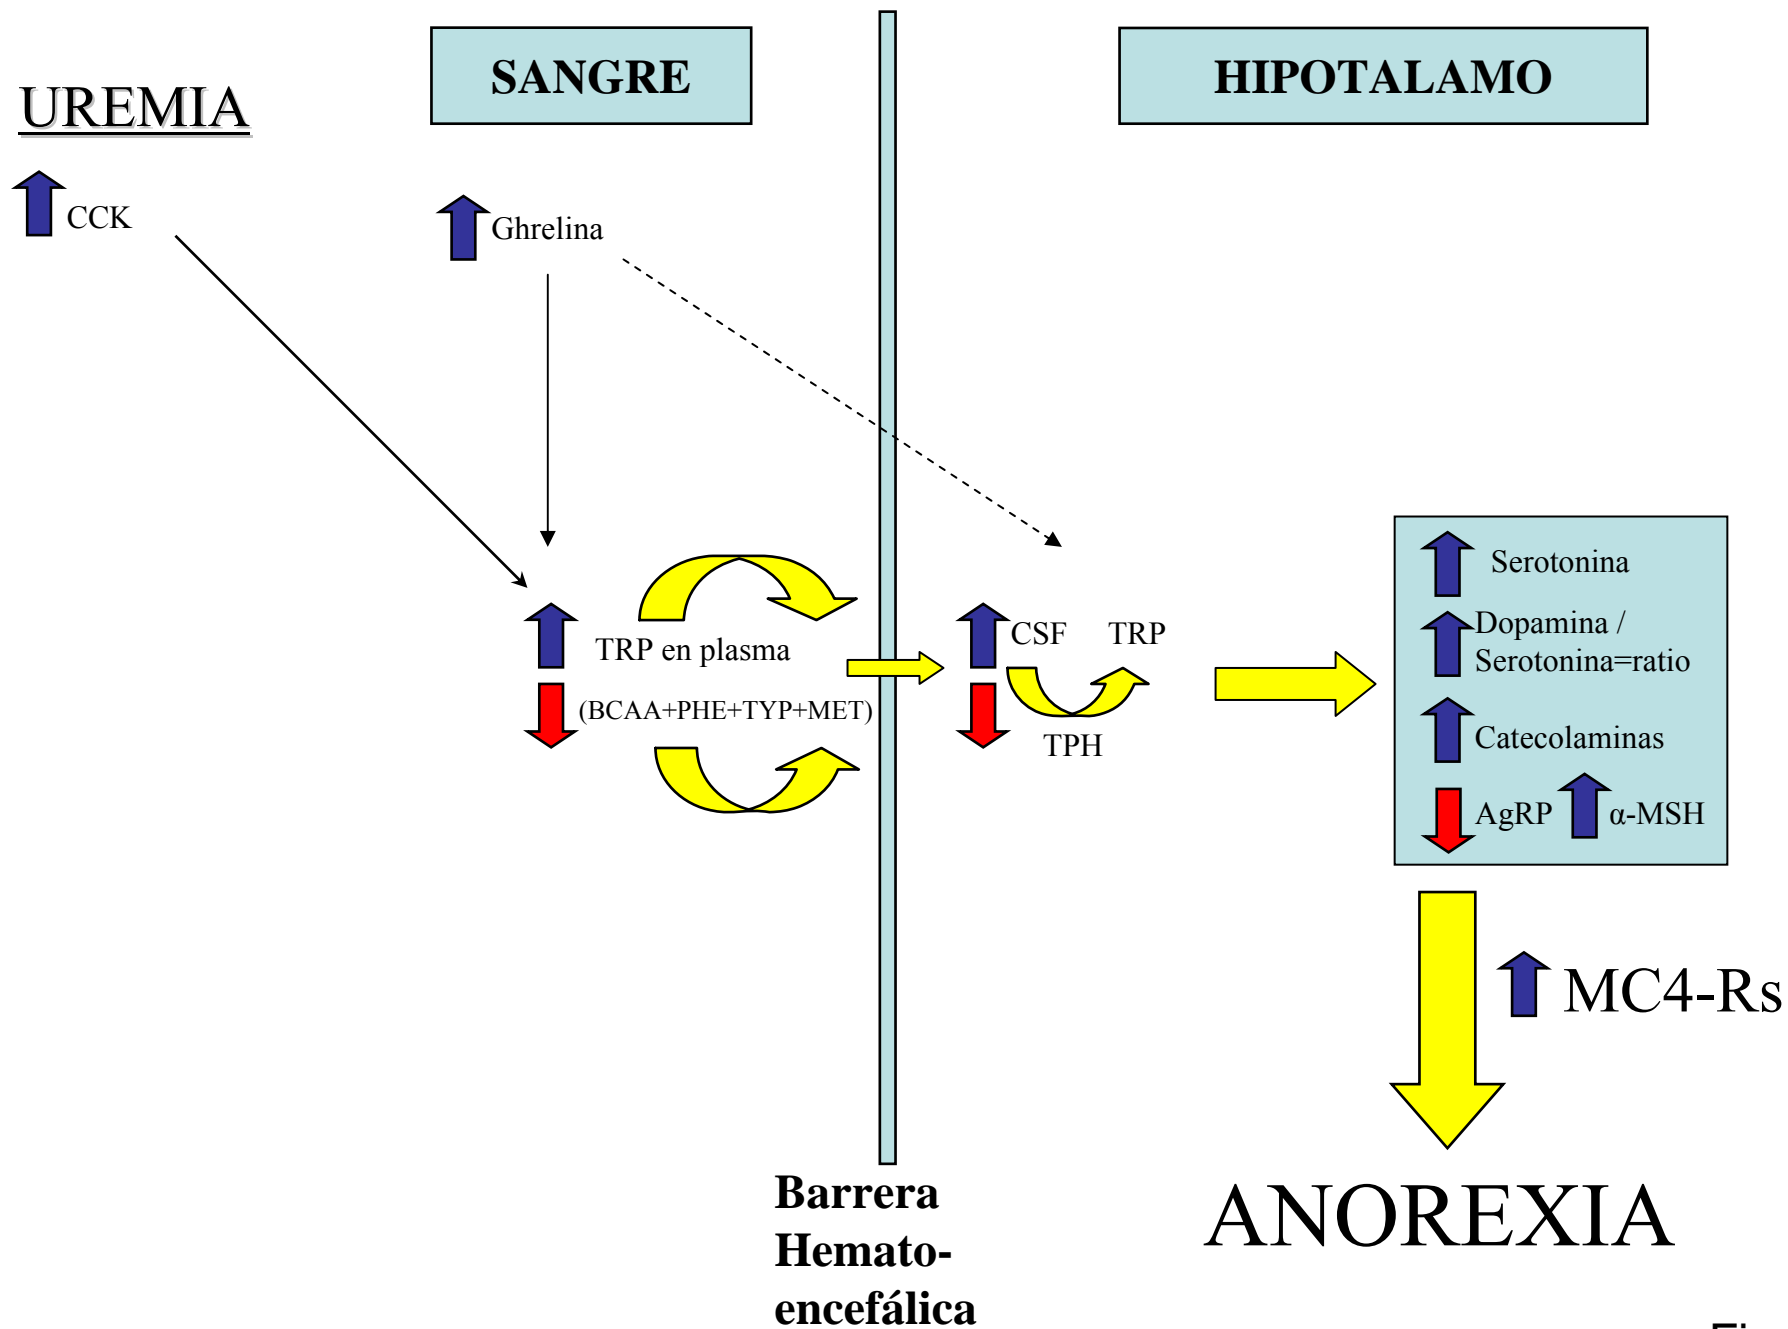 UREMIA
SANGRE
HIPOTALAMO
CCK
Ghrelina
TRP en plasma
(BCAA+PHE+TYP+MET)
CSF TRP
TPH
Serotonina
Dopamina /
Serotonina=ratio
Catecolaminas
AgRP α-MSH
MC4-Rs
ANOREXIA
Barrera
Hemato-
encefálica